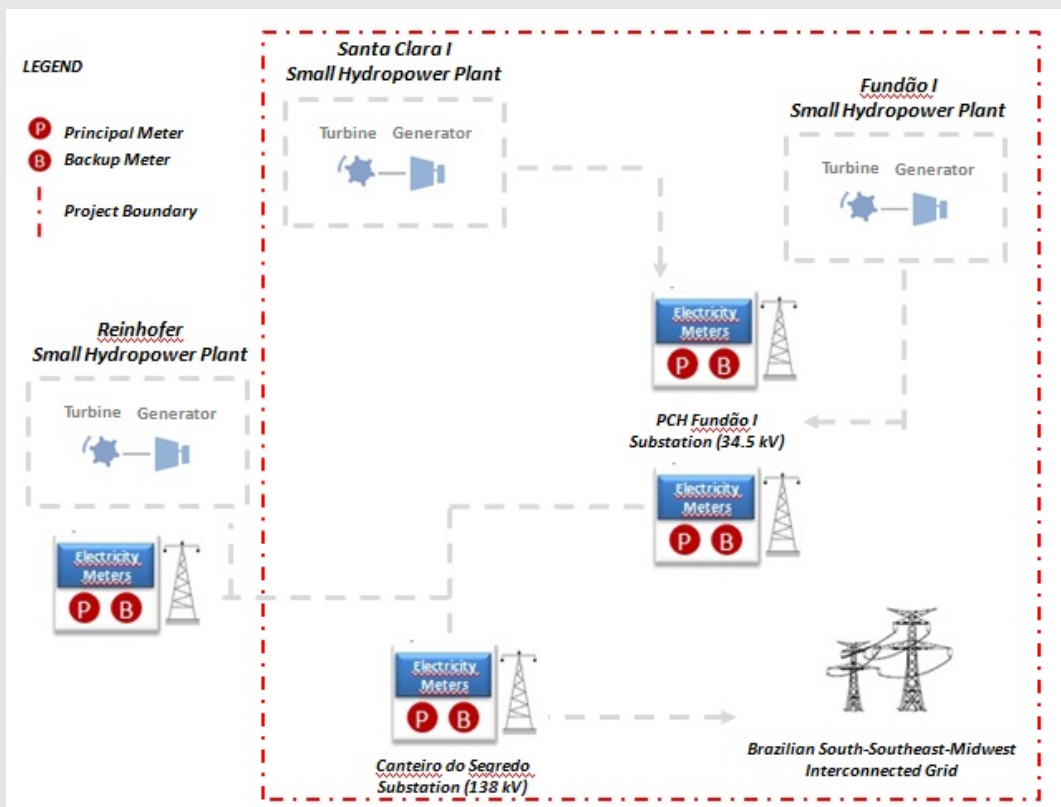 LEGEND
P Principal Meter
B Backup Meter
Project Boundary
Santa Clara I
Small Hydropower Plant
Turbine Generator
Fundão I
Small Hydropower Plant
Turbine Generator
Electricity
Meters
P B
PCH Fundão I
Substation (34.5 kV)
Reinhofer
Small Hydropower Plant
Turbine Generator
Electricity
Meters
P B
Electricity
Meters
P B
Electricity
Meters
P B
Canteiro do Segredo
Substation (138 kV)
Brazilian South-Southeast-Midwest
Interconnected Grid